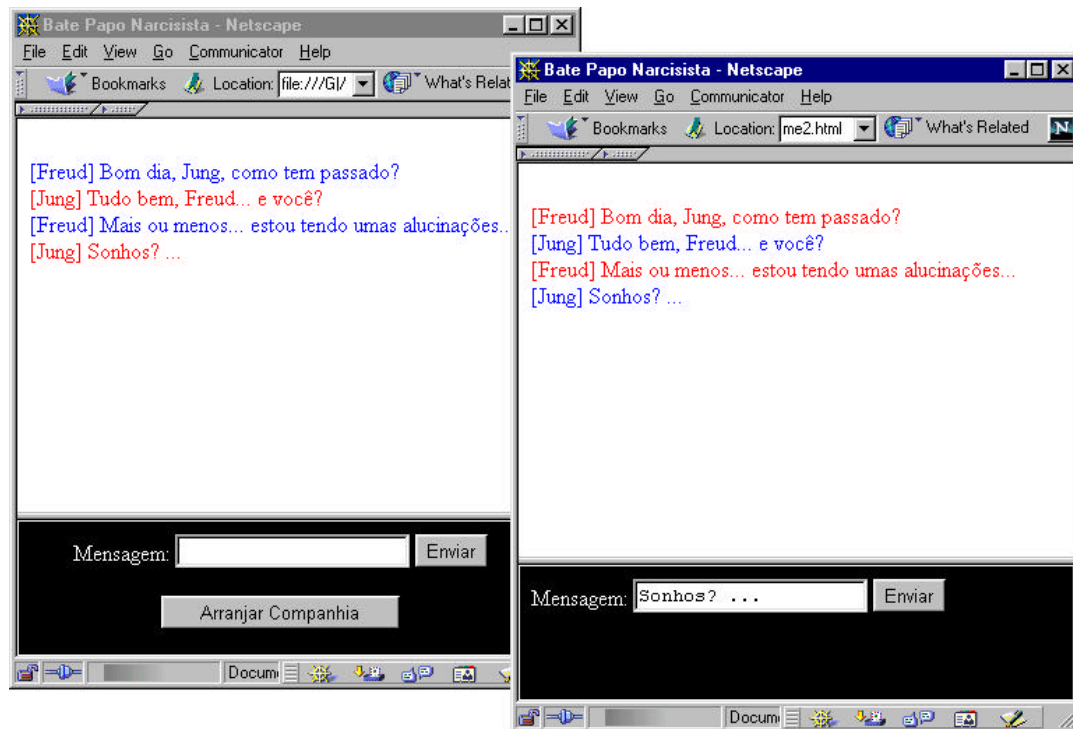 Bate Papo Narcisista - Netscape
File Edit View Go Communicator Help
Bookmarks Location: file:///G|/ What's Relat
[Freud] Bom dia, Jung, como tem passado?
[Jung] Tudo bem, Freud... e você?
[Freud] Mais ou menos... estou tendo umas alucinações..
[Jung] Sonhos? ...
Mensagem: Enviar
Arranjar Companhia
Docum
Bate Papo Narcisista - Netscape
File Edit View Go Communicator Help
Bookmarks Location: me2.html What's Related N
[Freud] Bom dia, Jung, como tem passado?
[Jung] Tudo bem, Freud... e você?
[Freud] Mais ou menos... estou tendo umas alucinações...
[Jung] Sonhos? ...
Mensagem: Sonhos? ... Enviar
Docum